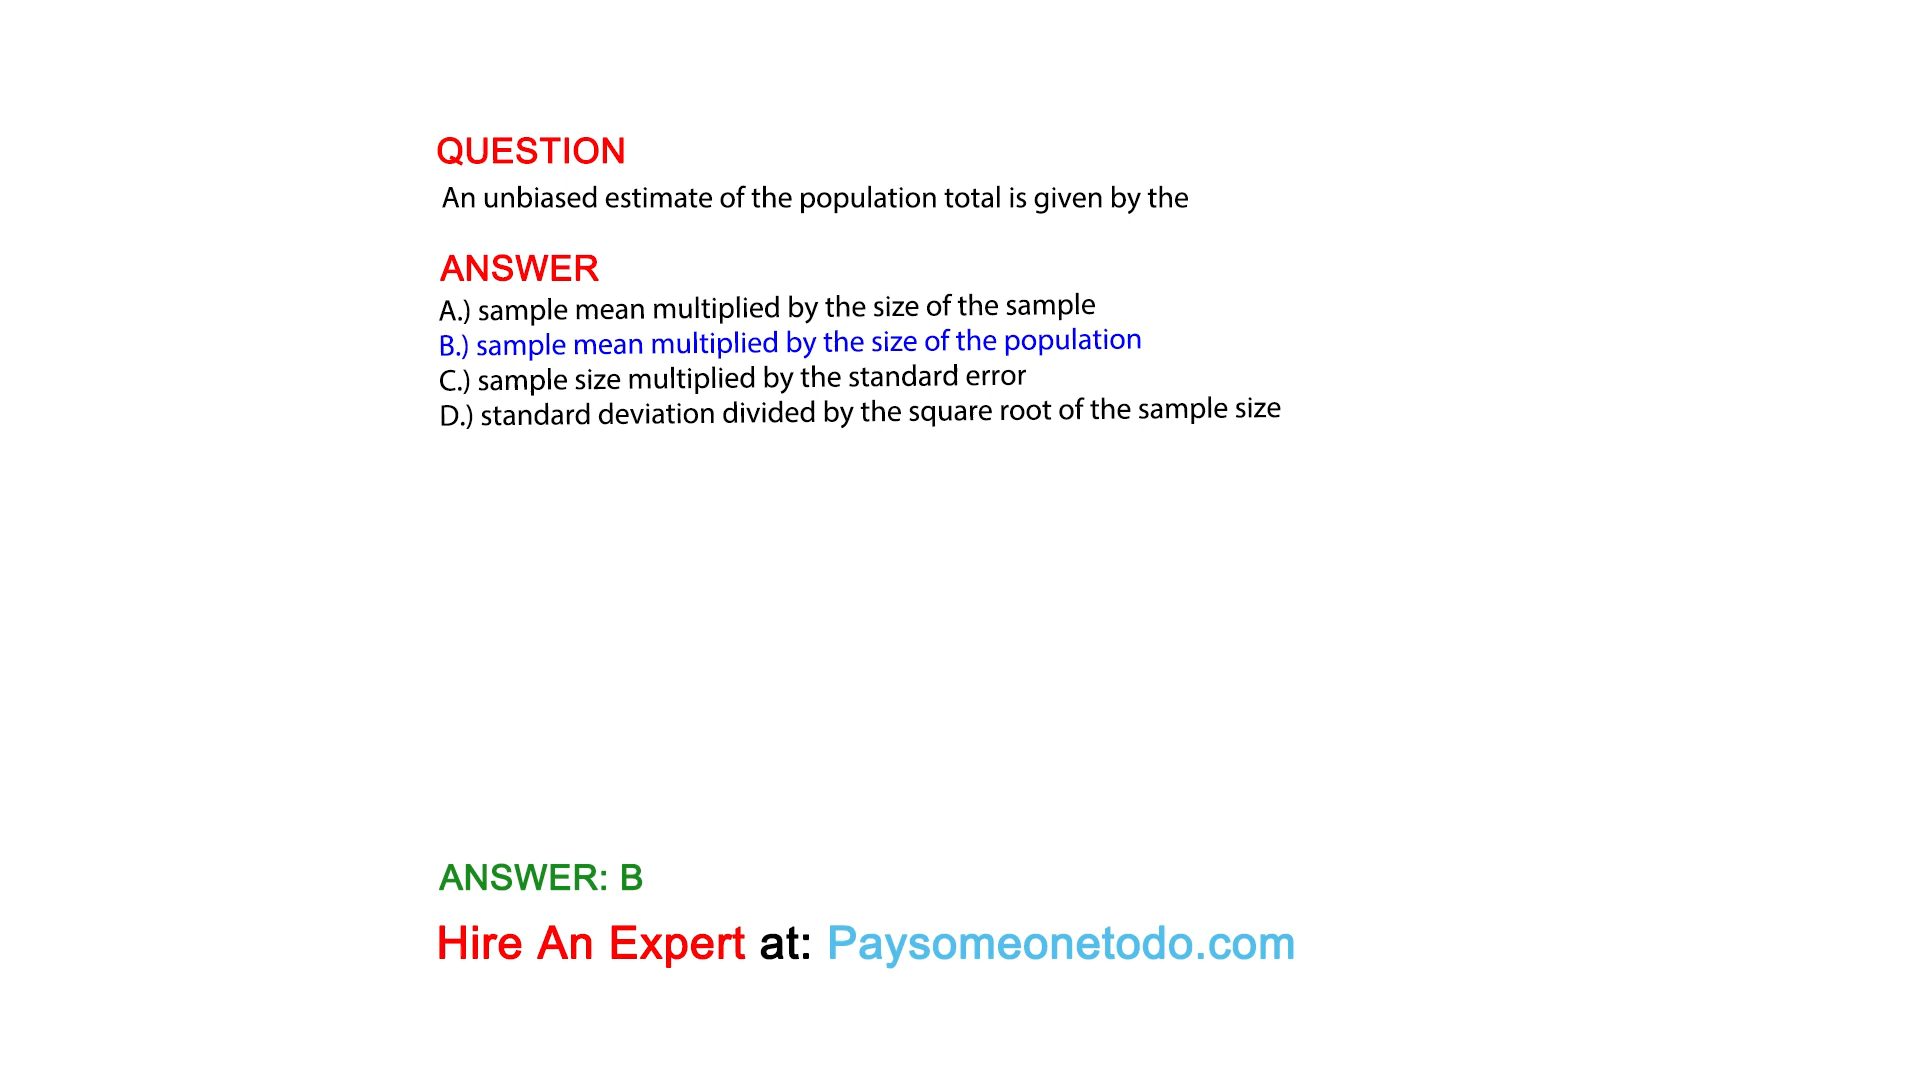 QUESTION
An unbiased estimate of the population total is given by the
ANSWER
A.) sample mean multiplied by the size of the sample
B.) sample mean multiplied by the size of the population
C.) sample size multiplied by the standard error
D.) standard deviation divided by the square root of the sample size
ANSWER: B
Hire An Expert at: Paysomeonetodo.com